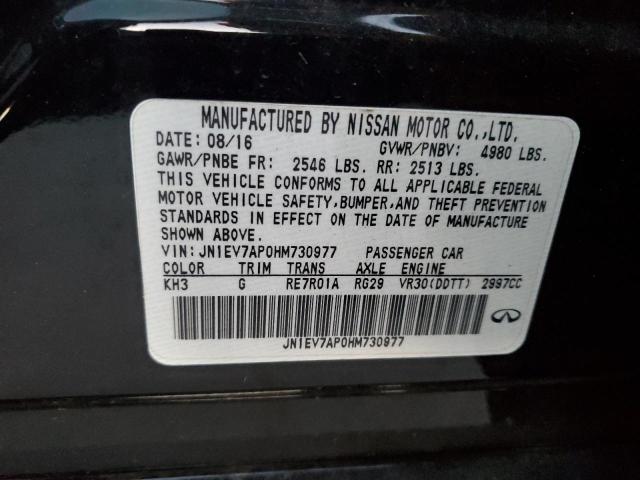 MANUFACTURED BY NISSAN MOTOR CO.,LTD.
DATE: 08/16 GVWR/PNBV: 4980 LBS.
GAWR/PNBE FR: 2546 LBS. RR: 2513 LBS.
THIS VEHICLE CONFORMS TO ALL APPLICABLE FEDERAL
MOTOR VEHICLE SAFETY,BUMPER,AND THEFT PREVENTION
STANDARDS IN EFFECT ON THE DATE OF MANUFACTURE
SHOWN ABOVE.
VIN: JN1EV7AP0HM730977 PASSENGER CAR
COLOR TRIM TRANS AXLE ENGINE
KH3 G RE7R01A RG29 VR30(DDTT) 2997CC
JN1EV7AP0HM730977